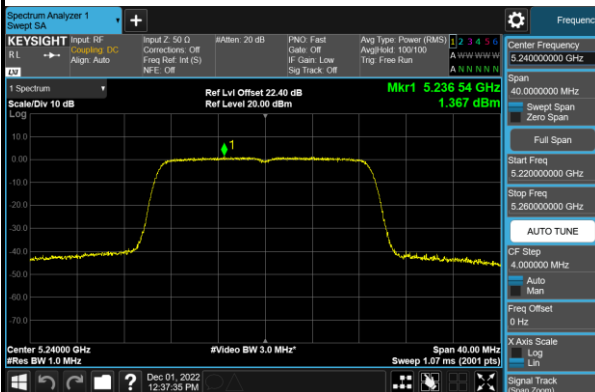 Spectrum Analyzer 1
Swept SA
Frequenc
KEYSIGHT
R L
LXI
Input: RF
Coupling: DC
Align: Auto
Input Z: 50 Ω
Corrections: Off
Freq Ref: Int (S)
NFE: Off
#Atten: 20 dB
PNO: Fast
Gate: Off
IF Gain: Low
Sig Track: Off
Avg Type: Power (RMS)
Avg|Hold: 100/100
Trig: Free Run
1 2 3 4 5 6
A W W W W W
A N N N N N
1 Spectrum
Scale/Div 10 dB
Log
Ref Lvl Offset 22.40 dB
Ref Level 20.00 dBm
Mkr1 5.236 54 GHz
1.367 dBm
1
10.0
0.00
-10.0
-20.0
-30.0
-40.0
-50.0
-60.0
-70.0
Center 5.24000 GHz
#Res BW 1.0 MHz
#Video BW 3.0 MHz*
Span 40.00 MHz
Sweep 1.07 ms (2001 pts)
Dec 01, 2022
12:37:35 PM
Center Frequency
5.240000000 GHz
Span
40.0000000 MHz
Swept Span
Zero Span
Full Span
Start Freq
5.220000000 GHz
Stop Freq
5.260000000 GHz
AUTO TUNE
CF Step
4.000000 MHz
Auto
Man
Freq Offset
0 Hz
X Axis Scale
Log
Lin
Signal Track
(Span Zoom)